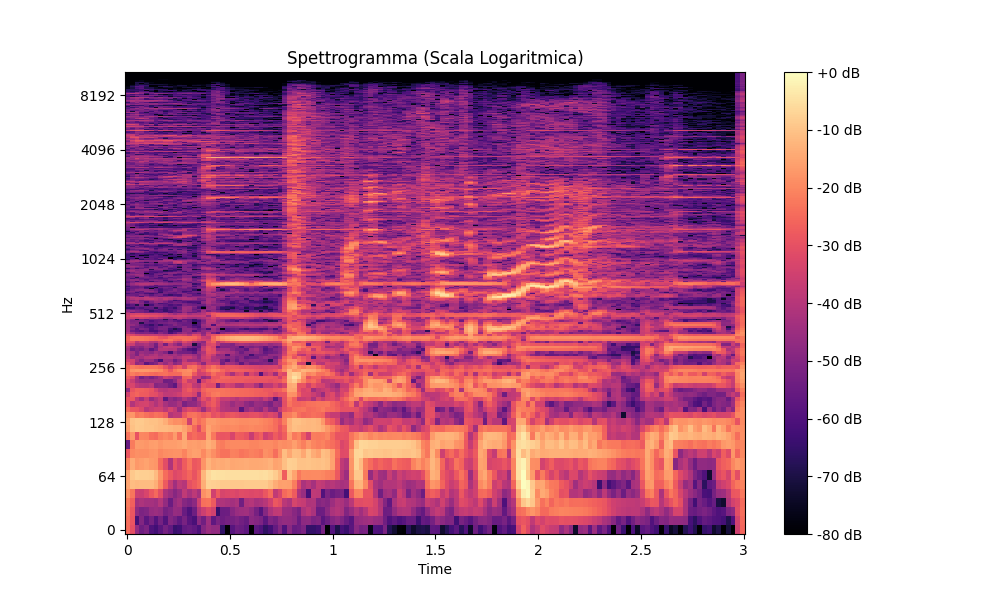 Spettrogramma (Scala Logaritmica)
Hz
8192
4096
2048
1024
512
256
128
64
0
0 0.5 1 1.5 2 2.5 3
Time
+0 dB
-10 dB
-20 dB
-30 dB
-40 dB
-50 dB
-60 dB
-70 dB
-80 dB